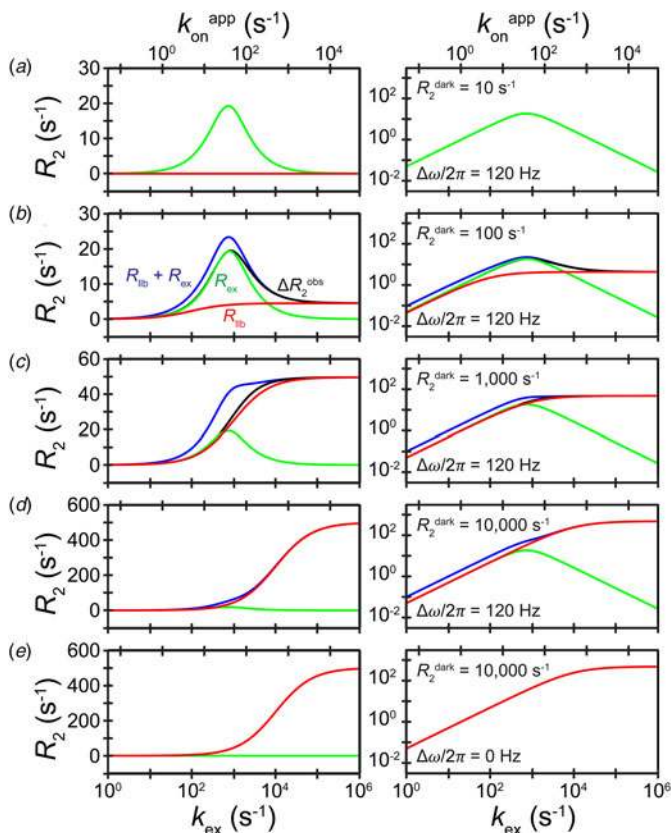 k_on^app (s⁻¹) k_on^app (s⁻¹)
10⁰ 10² 10⁴ 10⁰ 10² 10⁴
(a)
R₂ (s⁻¹)
30
20
10
0
10²
10⁰
10⁻²
R₂^dark = 10 s⁻¹
Δω/2π = 120 Hz
(b)
R₂ (s⁻¹)
30
20
10
0
R_llb + R_ex
R_ex
ΔR₂^obs
R_llb
10²
10⁰
10⁻²
R₂^dark = 100 s⁻¹
Δω/2π = 120 Hz
(c)
R₂ (s⁻¹)
60
40
20
0
10²
10⁰
10⁻²
R₂^dark = 1,000 s⁻¹
Δω/2π = 120 Hz
(d)
R₂ (s⁻¹)
600
400
200
0
10²
10⁰
10⁻²
R₂^dark = 10,000 s⁻¹
Δω/2π = 120 Hz
(e)
R₂ (s⁻¹)
600
400
200
0
10²
10⁰
10⁻²
R₂^dark = 10,000 s⁻¹
Δω/2π = 0 Hz
10⁰ 10² 10⁴ 10⁶ 10⁰ 10² 10⁴ 10⁶
k_ex (s⁻¹) k_ex (s⁻¹)